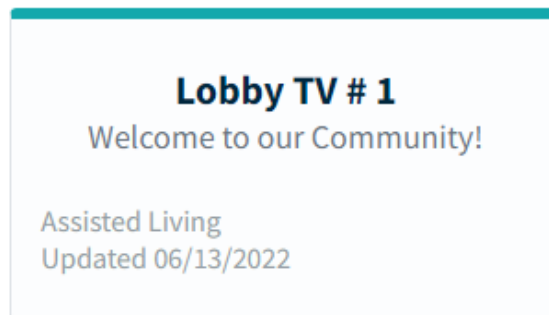 Lobby TV # 1
Welcome to our Community!
Assisted Living
Updated 06/13/2022